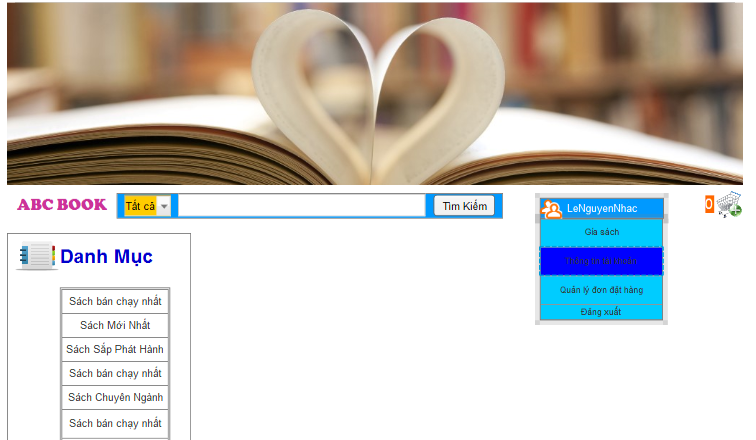 ABC BOOK
Tất cả
Tìm Kiếm
LeNguyenNhac
0
Gía sách
Thông tin tài khoản
Quản lý đơn đặt hàng
Đăng xuất
Danh Mục
Sách bán chạy nhất
Sách Mới Nhất
Sách Sắp Phát Hành
Sách bán chạy nhất
Sách Chuyên Ngành
Sách bán chạy nhất